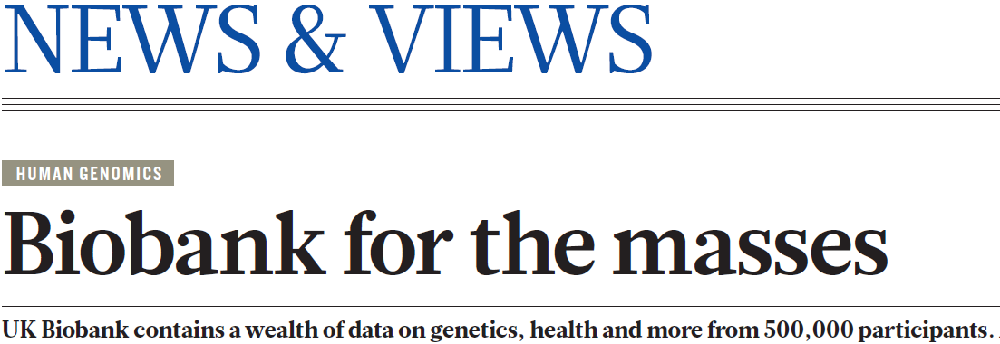 NEWS & VIEWS
HUMAN GENOMICS
Biobank for the masses
UK Biobank contains a wealth of data on genetics, health and more from 500,000 participants.